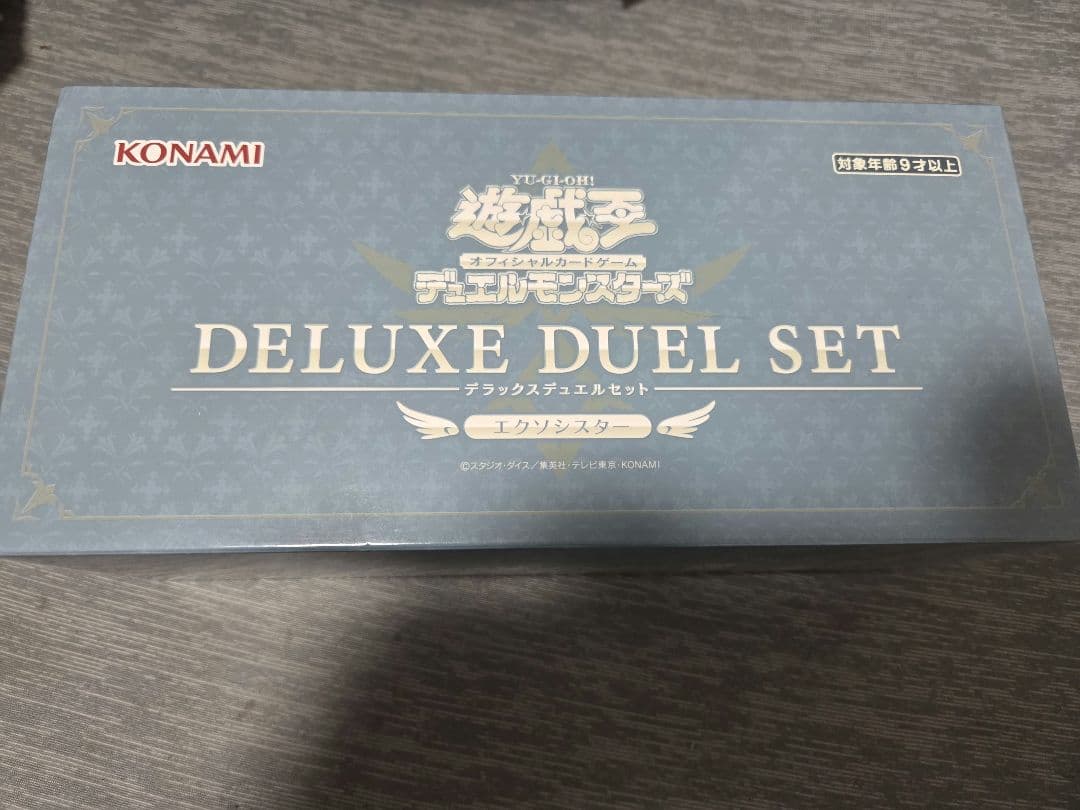 KONAMI
対象年齢9才以上
YU-GI-OH!
遊戯王
オフィシャルカードゲーム
デュエルモンスターズ
DELUXE DUEL SET
デラックスデュエルセット
エクソシスター
©スタジオ・ダイス／集英社・テレビ東京・KONAMI